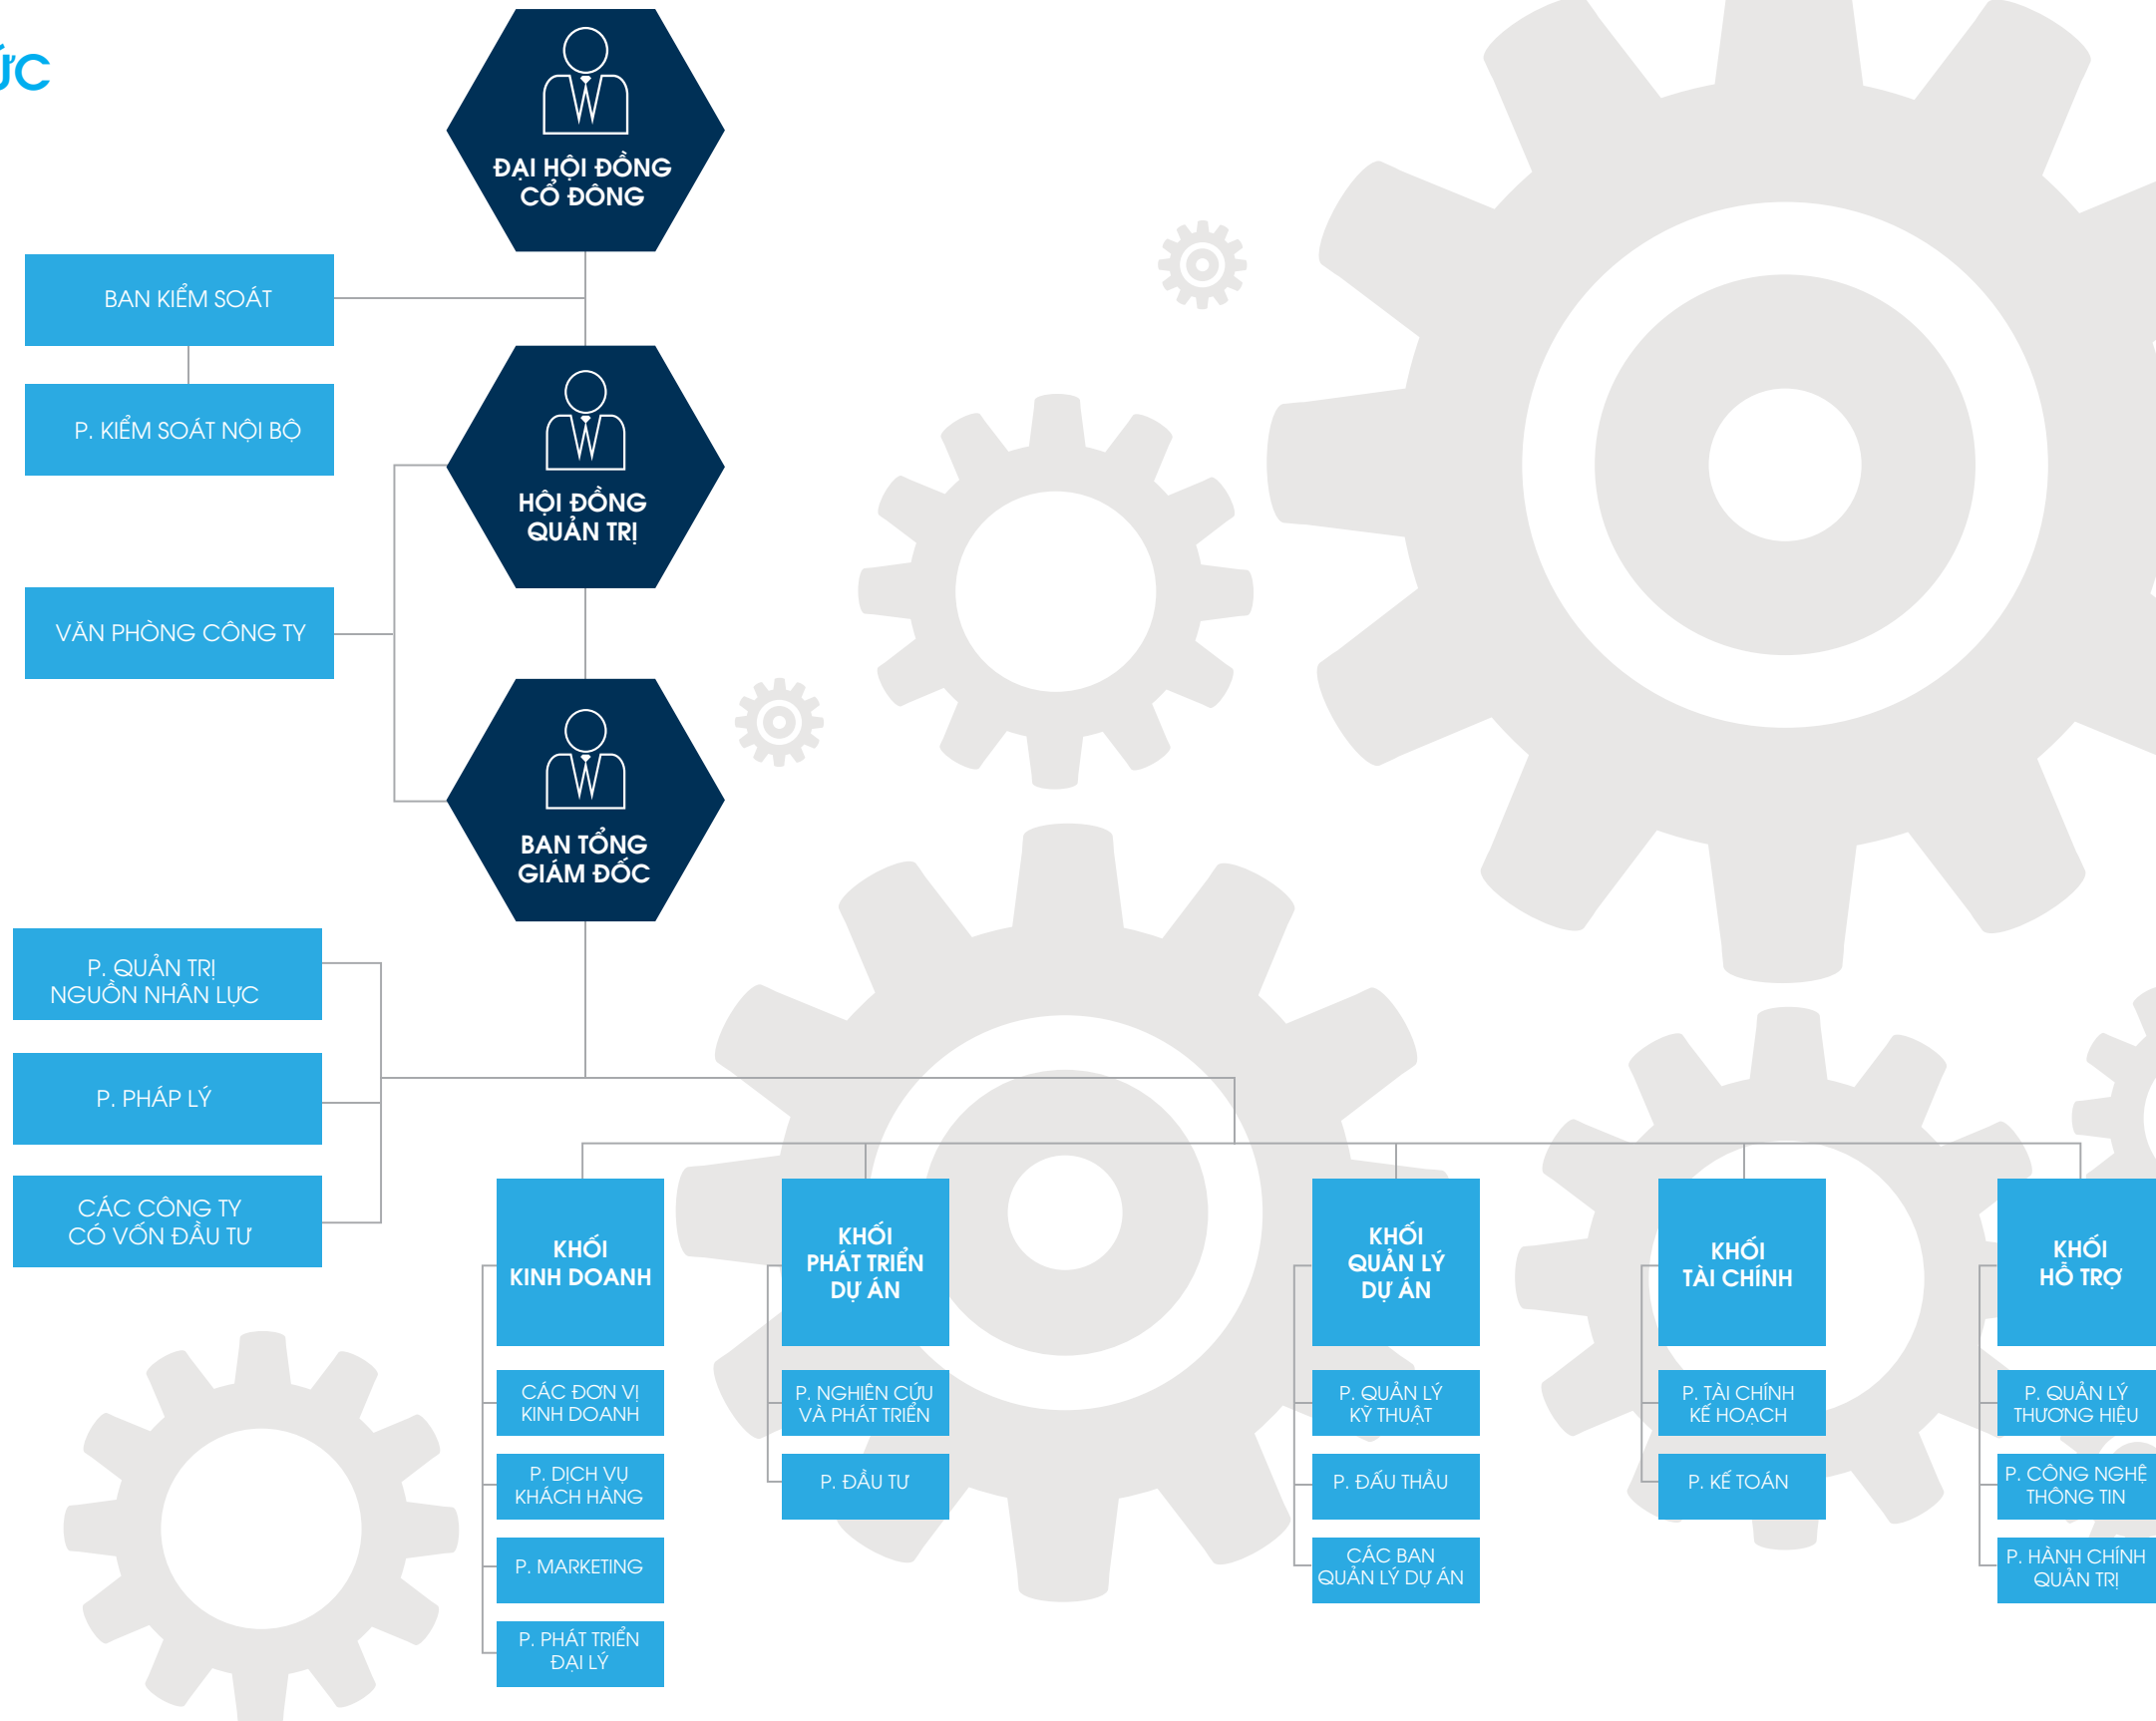 ỨC
ĐẠI HỘI ĐỒNG
CỔ ĐÔNG
BAN KIỂM SOÁT
P. KIỂM SOÁT NỘI BỘ
HỘI ĐỒNG
QUẢN TRỊ
VĂN PHÒNG CÔNG TY
BAN TỔNG
GIÁM ĐỐC
P. QUẢN TRỊ
NGUỒN NHÂN LỰC
P. PHÁP LÝ
CÁC CÔNG TY
CÓ VỐN ĐẦU TƯ
KHỐI
KINH DOANH
CÁC ĐƠN VỊ
KINH DOANH
P. DỊCH VỤ
KHÁCH HÀNG
P. MARKETING
P. PHÁT TRIỂN
ĐẠI LÝ
KHỐI
PHÁT TRIỂN
DỰ ÁN
P. NGHIÊN CỨU
VÀ PHÁT TRIỂN
P. ĐẦU TƯ
KHỐI
QUẢN LÝ
DỰ ÁN
P. QUẢN LÝ
KỸ THUẬT
P. ĐẤU THẦU
CÁC BAN
QUẢN LÝ DỰ ÁN
KHỐI
TÀI CHÍNH
P. TÀI CHÍNH
KẾ HOẠCH
P. KẾ TOÁN
KHỐI
HỖ TRỢ
P. QUẢN LÝ
THƯƠNG HIỆU
P. CÔNG NGHỆ
THÔNG TIN
P. HÀNH CHÍNH
QUẢN TRỊ